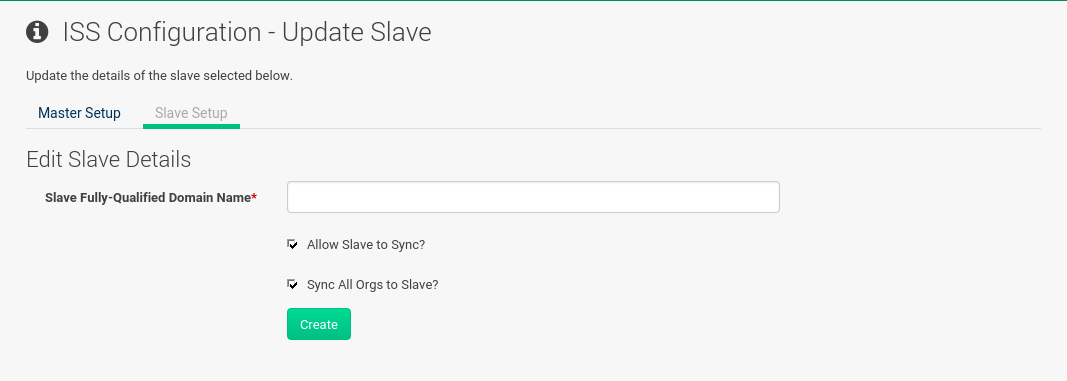 ISS Configuration - Update Slave
Update the details of the slave selected below.
Master Setup Slave Setup
Edit Slave Details
Slave Fully-Qualified Domain Name*
Allow Slave to Sync?
Sync All Orgs to Slave?
Create